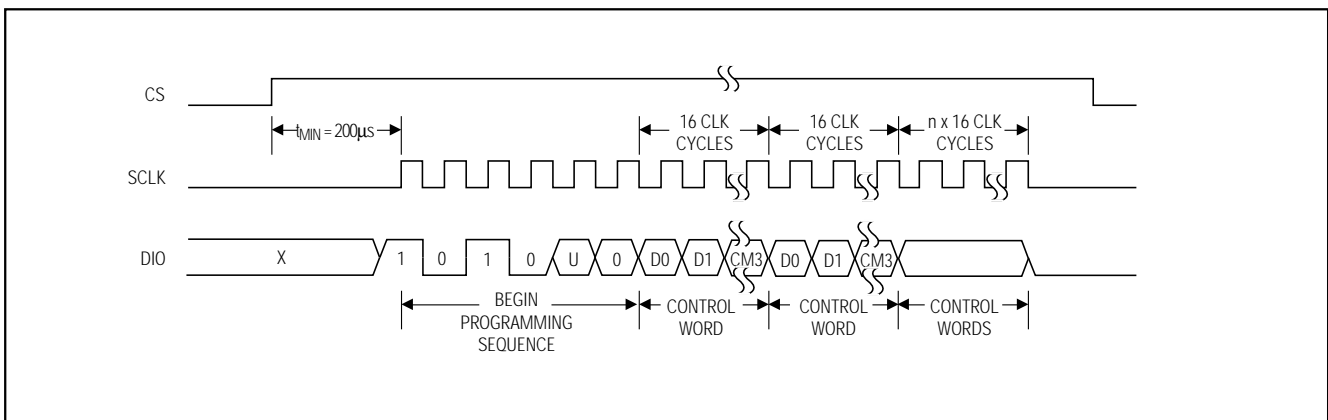 CS
tMIN = 200μs
16 CLK
CYCLES
16 CLK
CYCLES
n x 16 CLK
CYCLES
SCLK
DIO
X
1
0
1
0
U
0
D0
D1
CM3
D0
D1
CM3
BEGIN
PROGRAMMING
SEQUENCE
CONTROL
WORD
CONTROL
WORD
CONTROL
WORDS